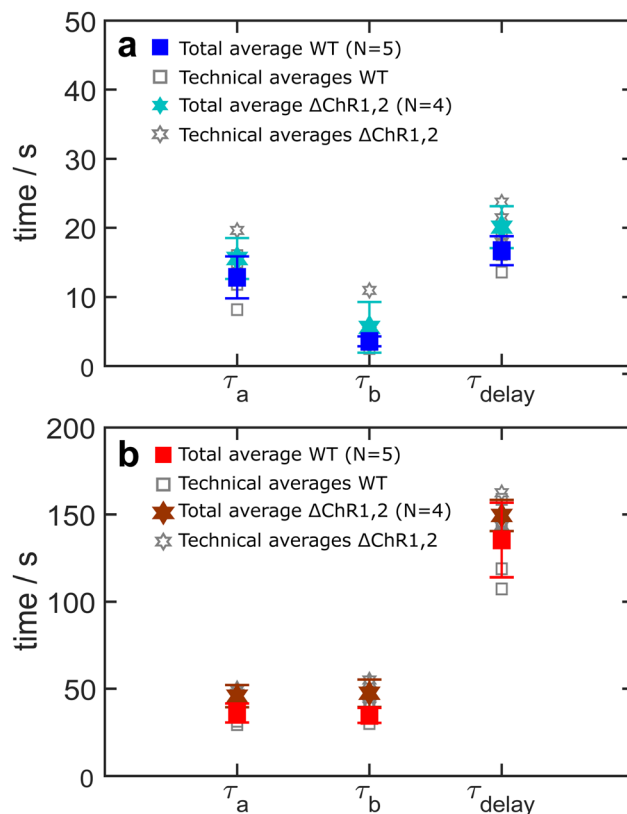 50
a
Total average WT (N=5)
Technical averages WT
40
Total average ΔChR1,2 (N=4)
Technical averages ΔChR1,2
30
time / s
20
10
0
τa
τb
τdelay
200
b
Total average WT (N=5)
Technical averages WT
Total average ΔChR1,2 (N=4)
150
Technical averages ΔChR1,2
time / s
100
50
0
τa
τb
τdelay